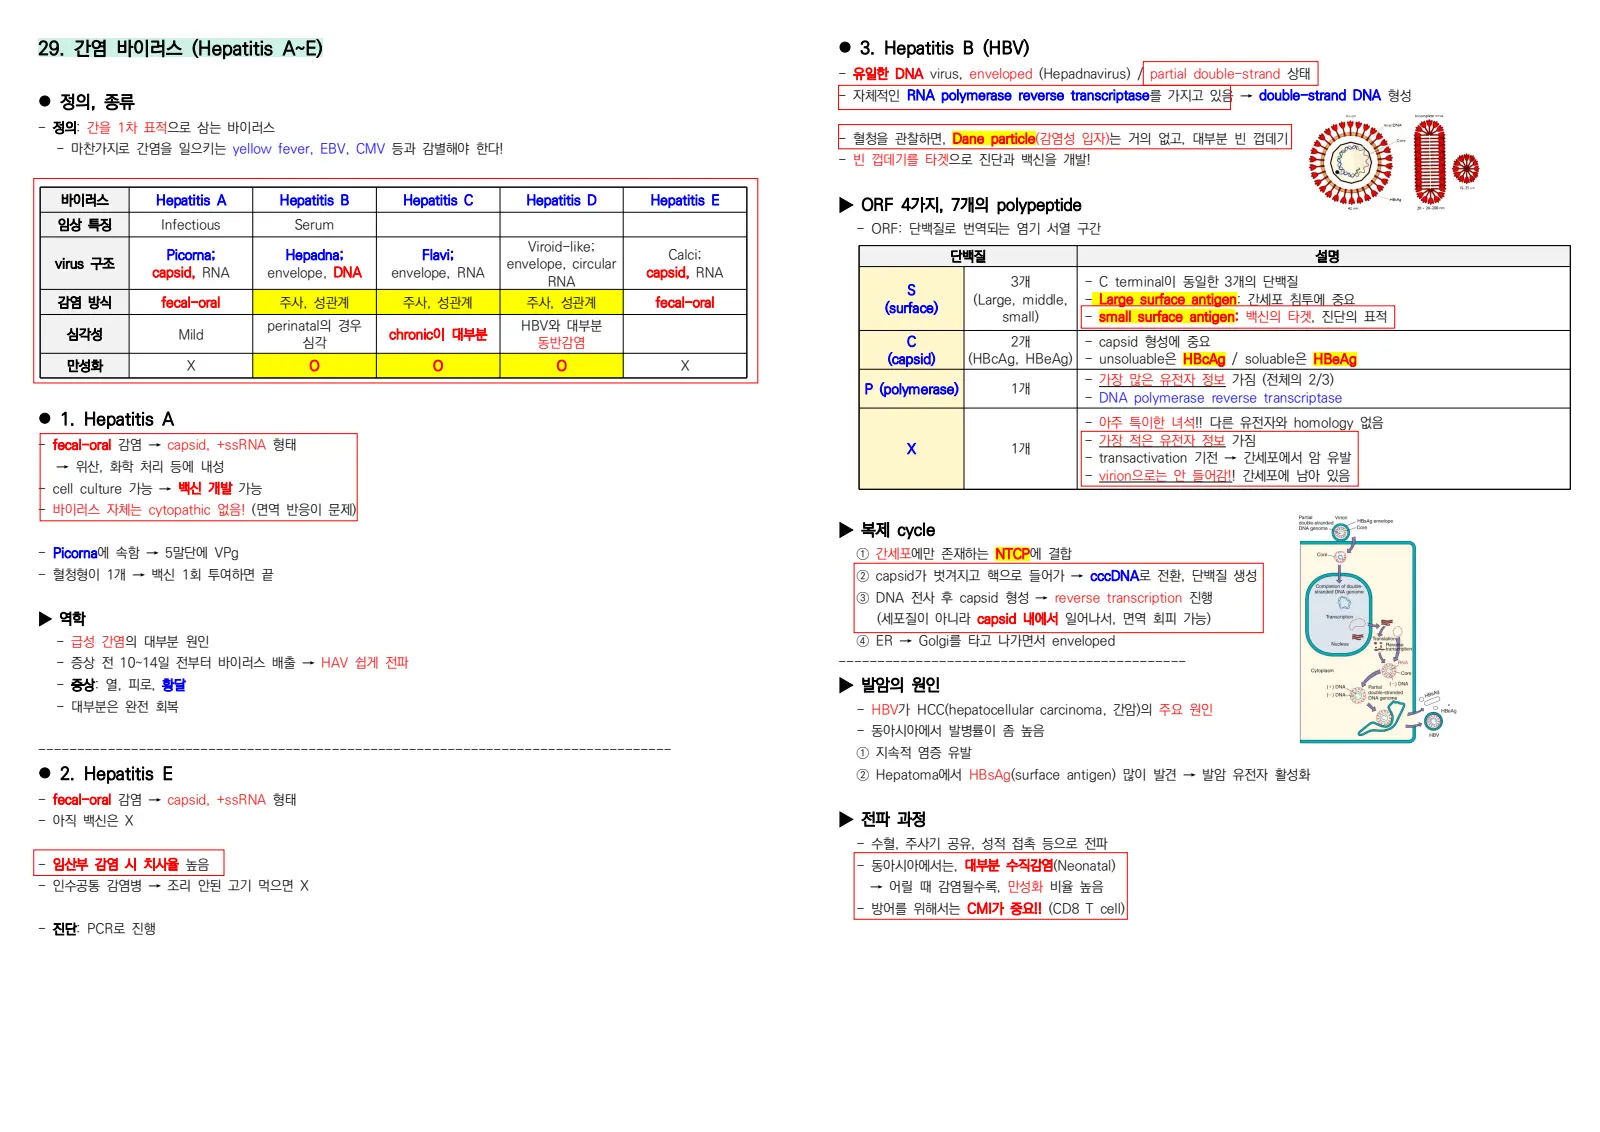 29. 간염 바이러스 (Hepatitis A~E)
● 정의, 종류
- 정의: 간을 1차 표적으로 삼는 바이러스
- 마찬가지로 간염을 일으키는 yellow fever, EBV, CMV 등과 감별해야 한다!
바이러스 Hepatitis A Hepatitis B Hepatitis C Hepatitis D Hepatitis E
임상 특징 Infectious Serum
virus 구조 Picorna; capsid, RNA Hepadna; envelope, DNA Flavi; envelope, RNA Viroid-like; envelope, circular RNA Calci; capsid, RNA
감염 방식 fecal-oral 주사, 성관계 주사, 성관계 주사, 성관계 fecal-oral
심각성 Mild perinatal의 경우 심각 chronic이 대부분 HBV와 대부분 동반감염
만성화 X O O O X
● 1. Hepatitis A
- fecal-oral 감염 → capsid, +ssRNA 형태
→ 위산, 화학 처리 등에 내성
- cell culture 가능 → 백신 개발 가능
- 바이러스 자체는 cytopathic 없음! (면역 반응이 문제)
- Picorna에 속함 → 5말단에 VPg
- 혈청형이 1개 → 백신 1회 투여하면 끝
▶ 역학
- 급성 간염의 대부분 원인
- 증상 전 10~14일 전부터 바이러스 배출 → HAV 쉽게 전파
- 증상: 열, 피로, 황달
- 대부분은 완전 회복
● 2. Hepatitis E
- fecal-oral 감염 → capsid, +ssRNA 형태
- 아직 백신은 X
- 임산부 감염 시 치사율 높음
- 인수공통 감염병 → 조리 안된 고기 먹으면 X
- 진단: PCR로 진행
● 3. Hepatitis B (HBV)
- 유일한 DNA virus, enveloped (Hepadnavirus) / partial double-strand 상태
- 자체적인 RNA polymerase reverse transcriptase를 가지고 있음 → double-strand DNA 형성
- 혈청을 관찰하면, Dane particle(감염성 입자)는 거의 없고, 대부분 빈 껍데기
- 빈 껍데기를 타겟으로 진단과 백신을 개발!
Core
HBsAg
▶ ORF 4가지, 7개의 polypeptide
- ORF: 단백질로 번역되는 염기 서열 구간
단백질 설명
S (surface) 3개 (Large, middle, small) - C terminal이 동일한 3개의 단백질
- Large surface antigen: 간세포 침투에 중요
- small surface antigen: 백신의 타겟, 진단의 표적
C (capsid) 2개 (HBcAg, HBeAg) - capsid 형성에 중요
- unsoluable은 HBcAg / soluable은 HBeAg
P (polymerase) 1개 - 가장 많은 유전자 정보 가짐 (전체의 2/3)
- DNA polymerase reverse transcriptase
X 1개 - 아주 특이한 녀석!! 다른 유전자와 homology 없음
- 가장 적은 유전자 정보 가짐
- transactivation 기전 → 간세포에서 암 유발
- virion으로는 안 들어감!! 간세포에 남아 있음
▶ 복제 cycle
① 간세포에만 존재하는 NTCP에 결합
② capsid가 벗겨지고 핵으로 들어가 → cccDNA로 전환, 단백질 생성
③ DNA 전사 후 capsid 형성 → reverse transcription 진행
(세포질이 아니라 capsid 내에서 일어나서, 면역 회피 가능)
④ ER → Golgi를 타고 나가면서 enveloped
Partial double-stranded DNA genome
Virion
HBsAg envelope
Core
Core
Completion of double-stranded DNA genome
Transcription
Nucleus
Translation
Reverse transcription
RNA
Core
Cytoplasm
(−) DNA
(+) DNA
(−) DNA
Partial double-stranded DNA genome
HBsAg
HBeAg
HBV
▶ 발암의 원인
- HBV가 HCC(hepatocellular carcinoma, 간암)의 주요 원인
- 동아시아에서 발병률이 좀 높음
① 지속적 염증 유발
② Hepatoma에서 HBsAg(surface antigen) 많이 발견 → 발암 유전자 활성화
▶ 전파 과정
- 수혈, 주사기 공유, 성적 접촉 등으로 전파
- 동아시아에서는, 대부분 수직감염(Neonatal)
→ 어릴 때 감염될수록, 만성화 비율 높음
- 방어를 위해서는 CMI가 중요!! (CD8 T cell)